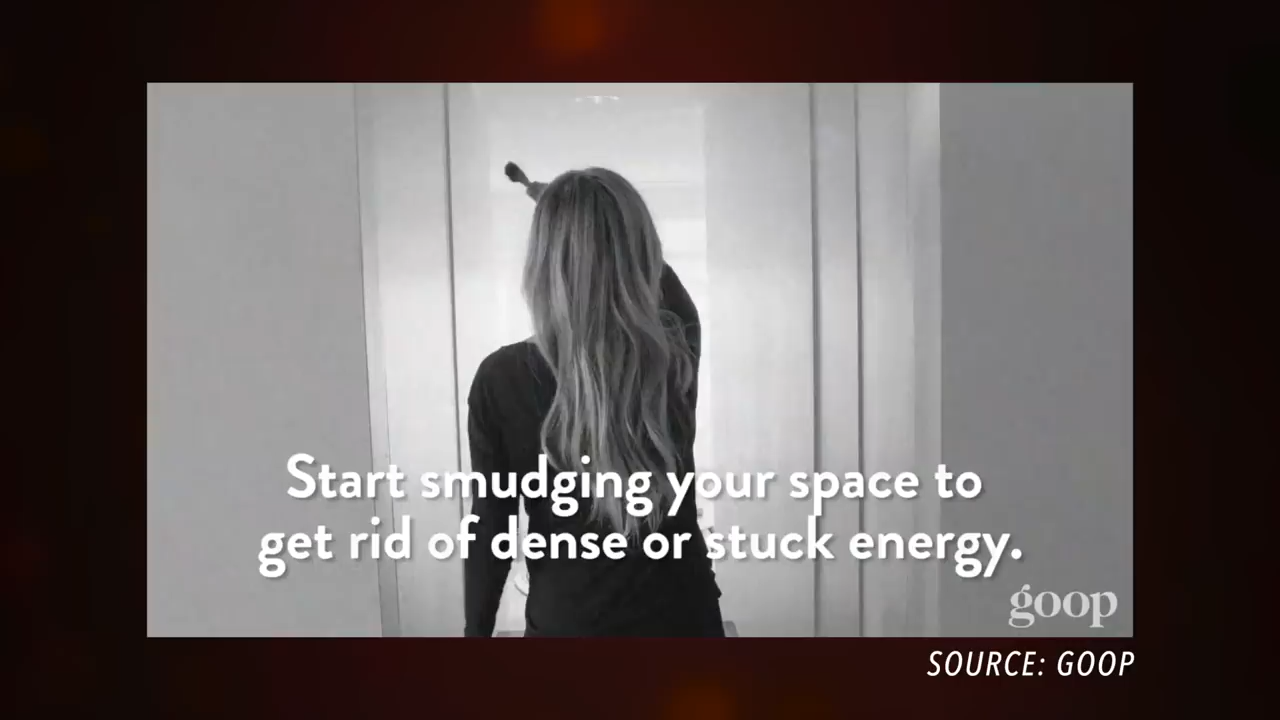 Start smudging your space to
get rid of dense or stuck energy.
goop
SOURCE: GOOP